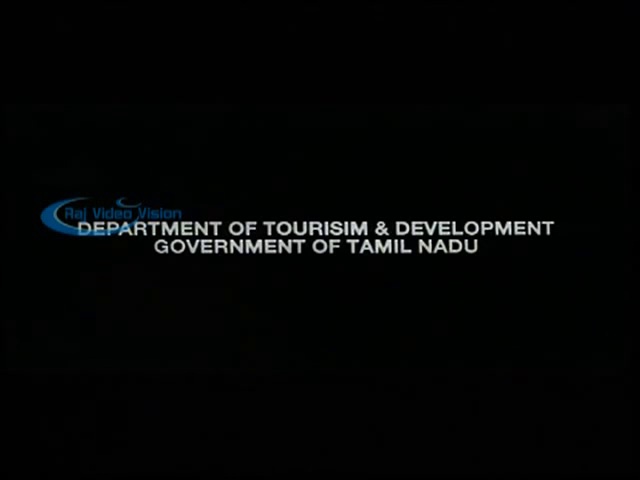 Raj Video Vision
DEPARTMENT OF TOURISIM & DEVELOPMENT
GOVERNMENT OF TAMIL NADU